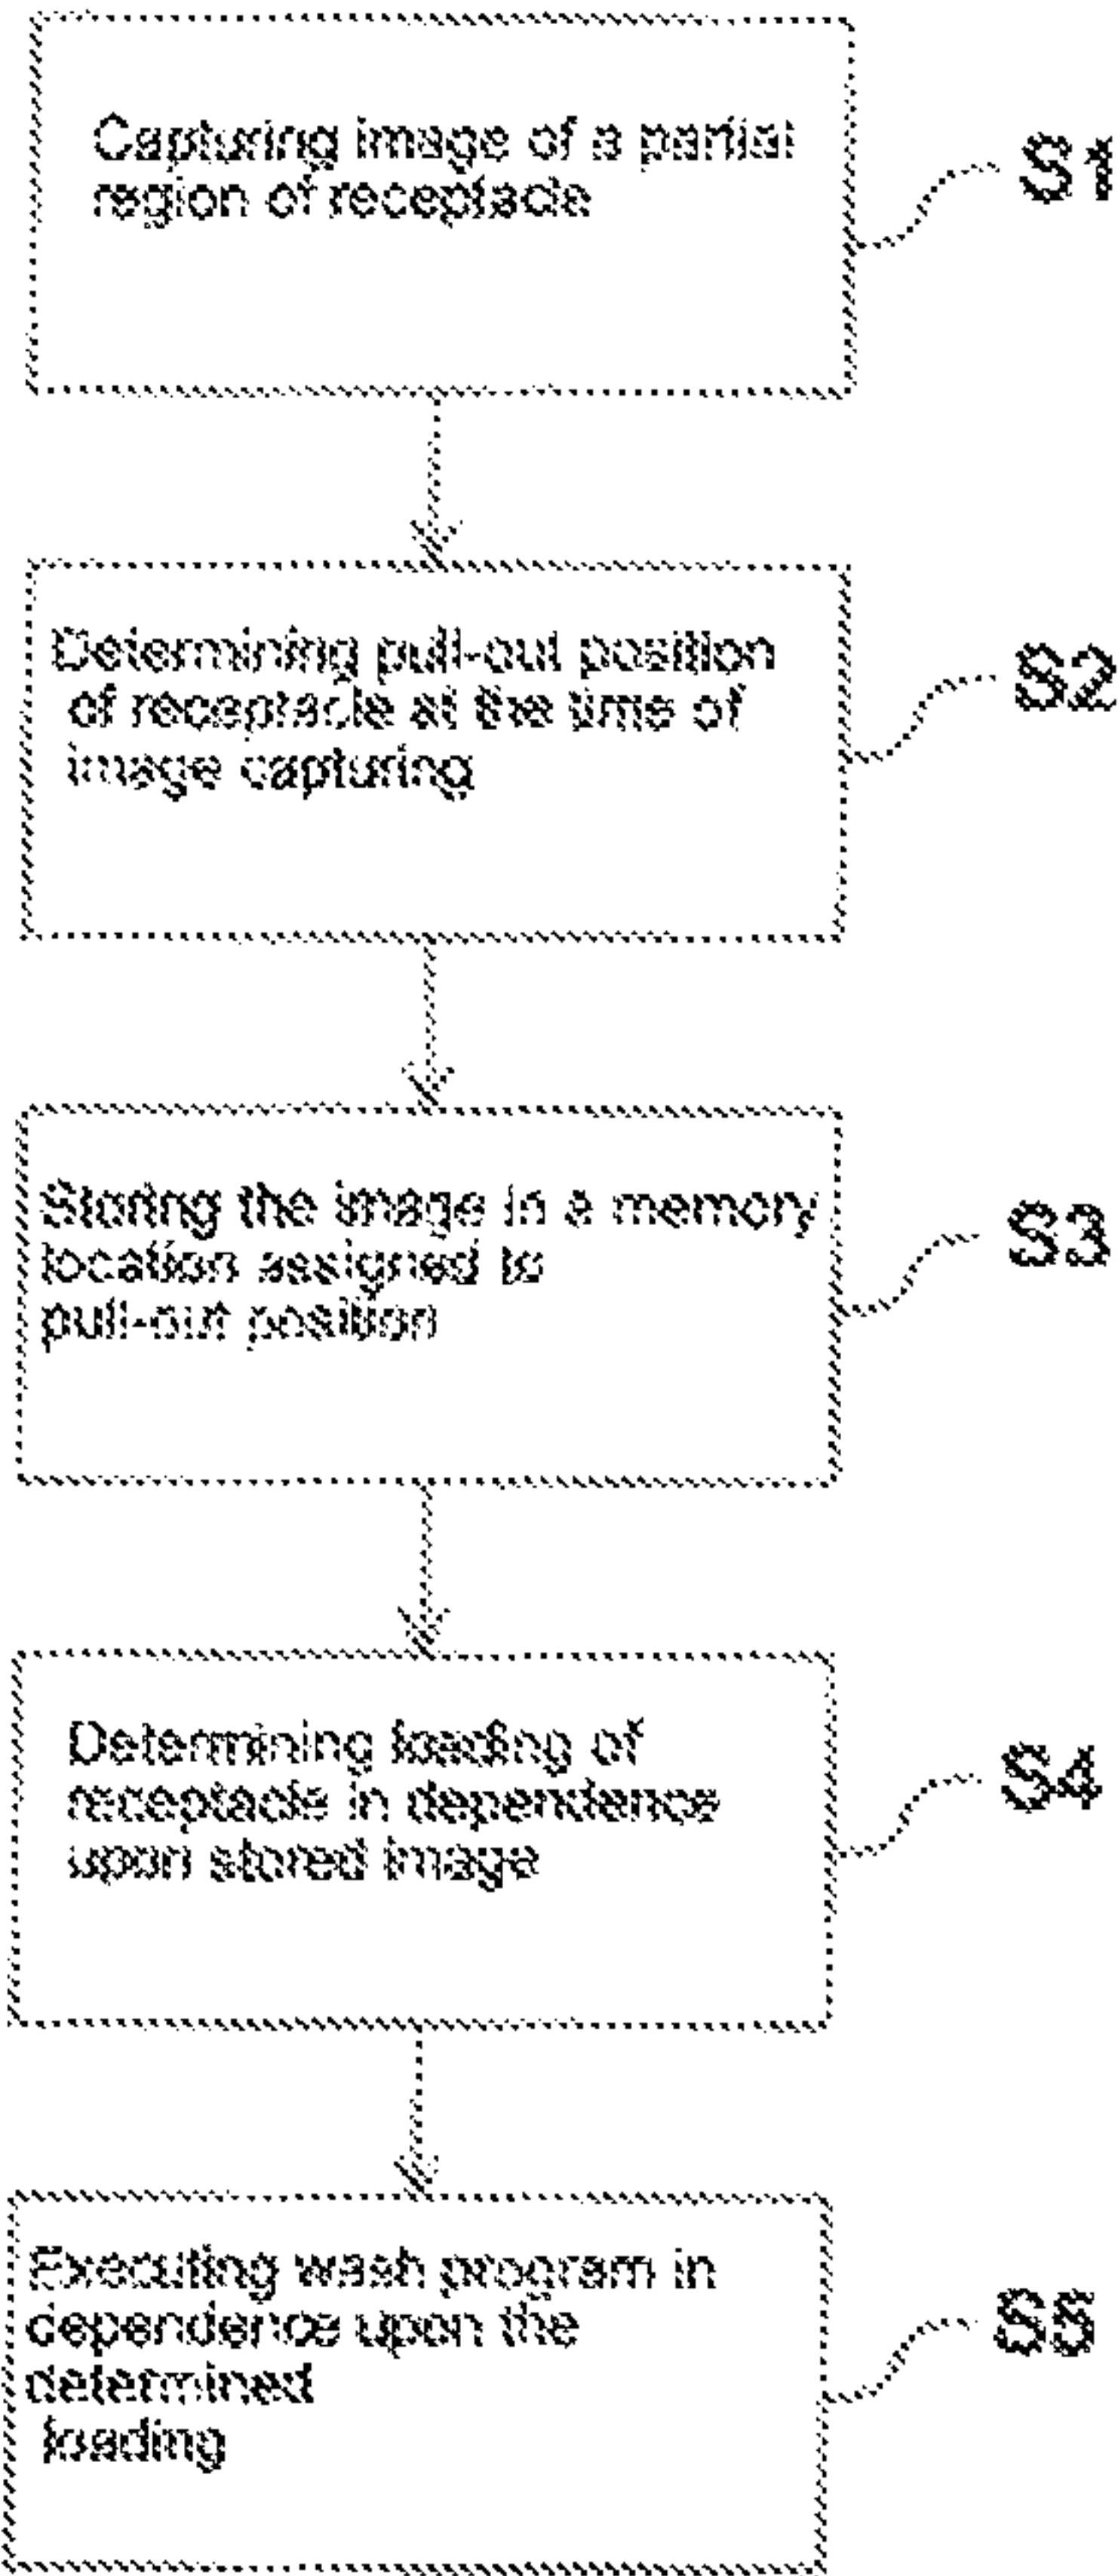 Capturing image of a partial
region of receptacle
S1
Determining pull-out position
of receptacle at the time of
image capturing
S2
Storing the image in a memory
location assigned to
pull-out position
S3
Determining loading of
receptacle in dependence
upon stored image
S4
Executing wash program in
dependence upon the
determined
loading
S5